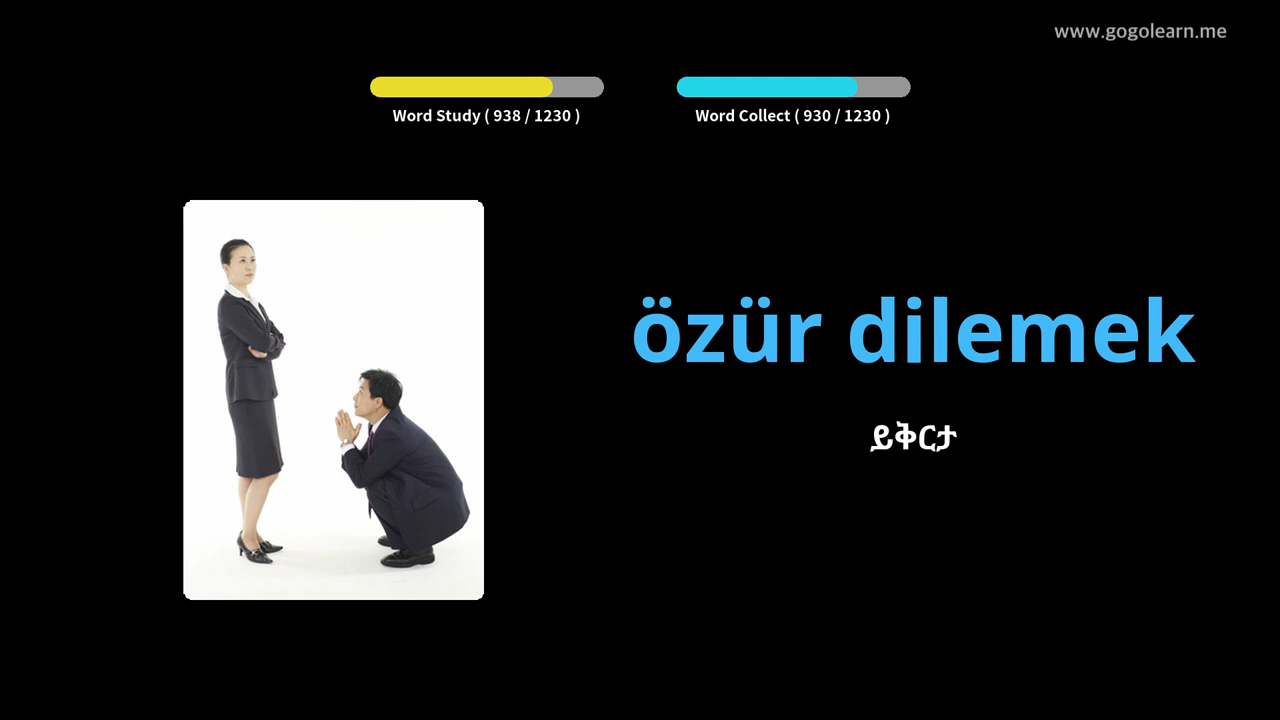 www.gogolearn.me
Word Study ( 938 / 1230 )
Word Collect ( 930 / 1230 )
özür dilemek
ይቅርታ